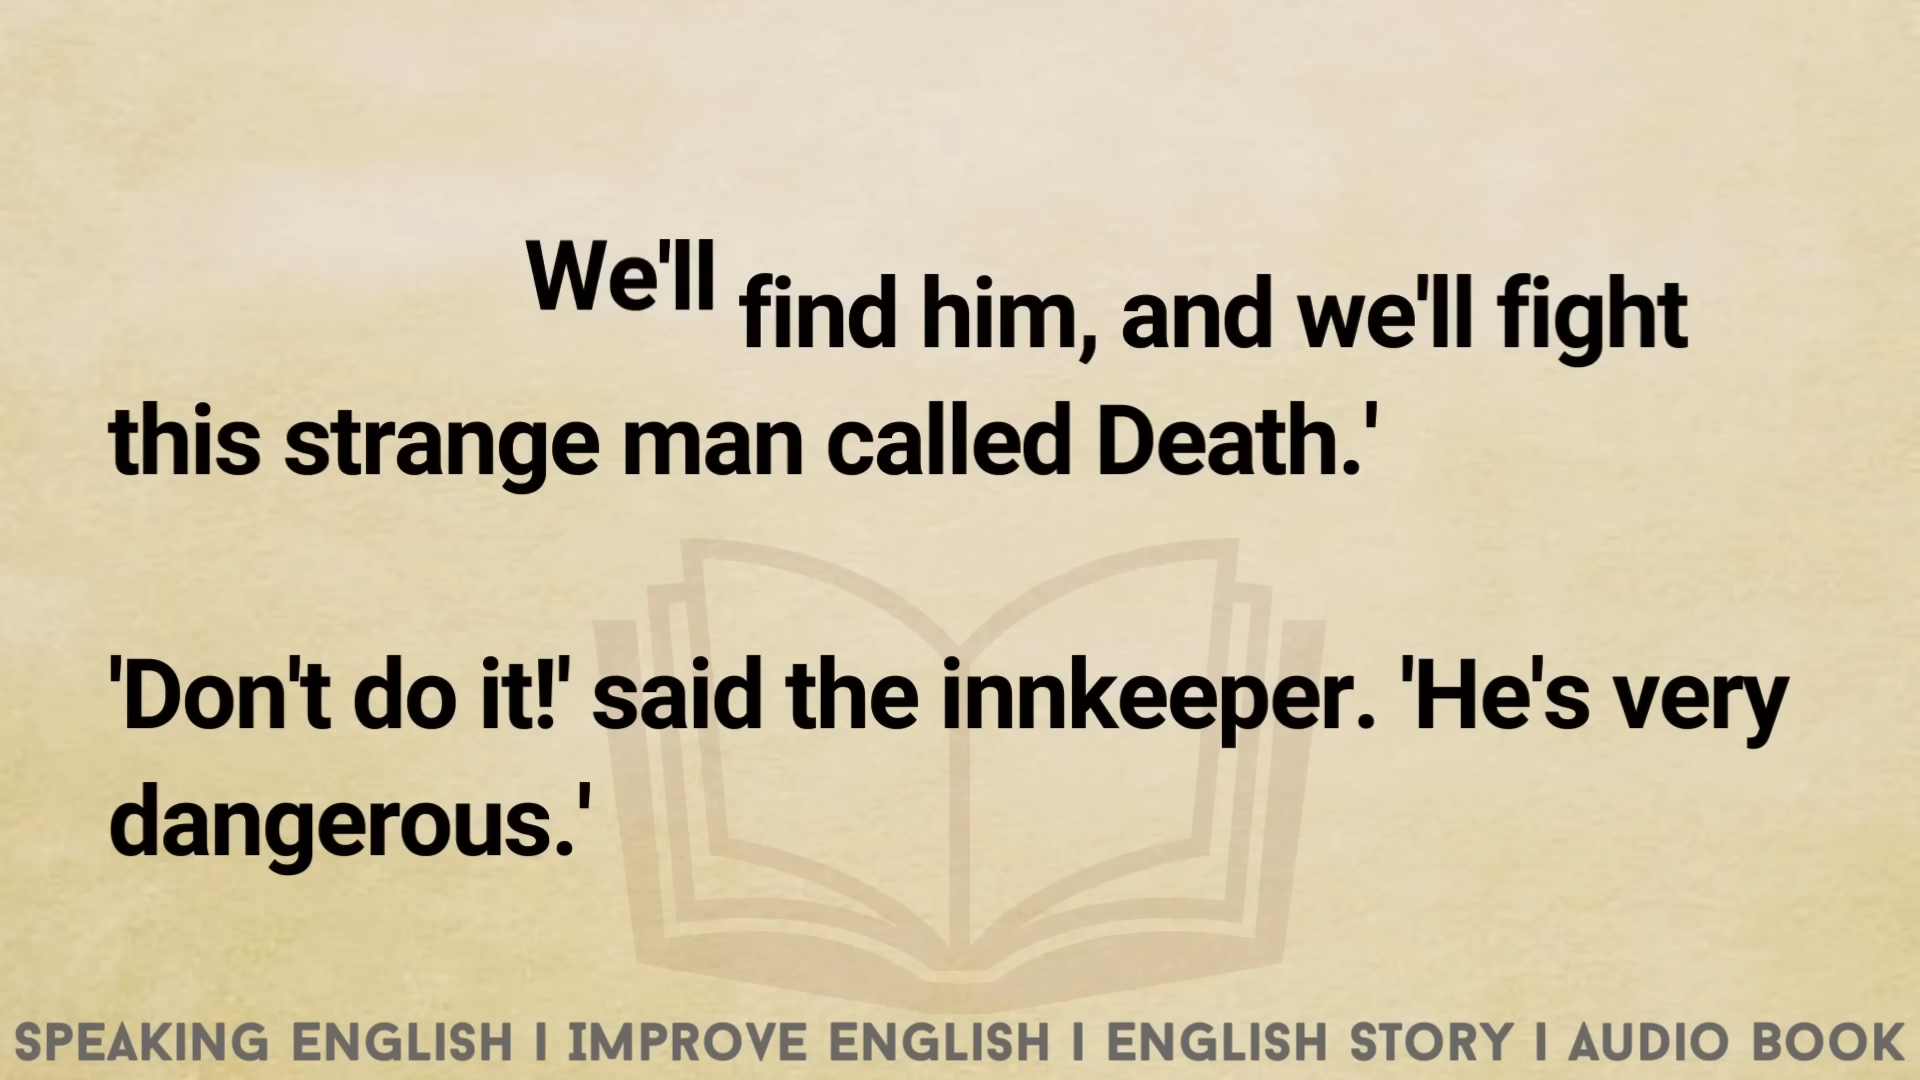 We'll find him, and we'll fight
this strange man called Death.'
'Don't do it!' said the innkeeper. 'He's very
dangerous.'
SPEAKING ENGLISH I IMPROVE ENGLISH I ENGLISH STORY I AUDIO BOOK